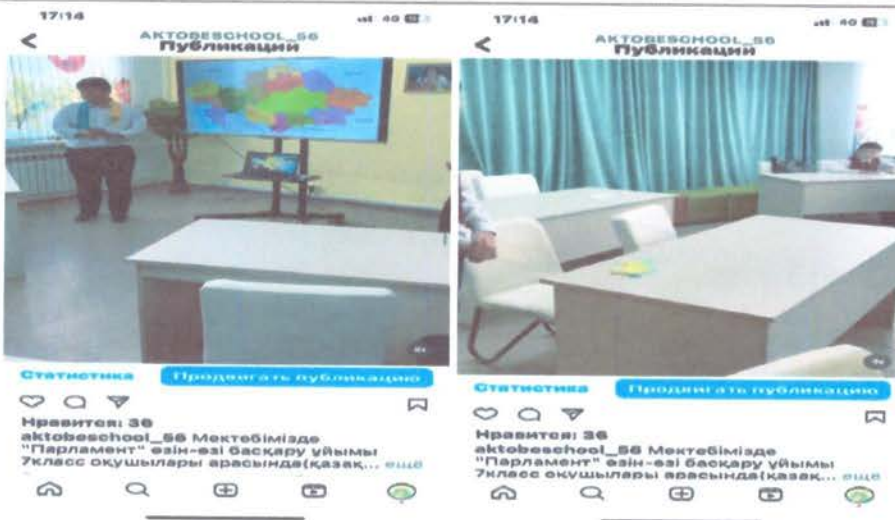 17:14
4G
AKTOBESCHOOL_56
Публикации
Статистика
Продвигать публикацию
Нравится: 36
aktobeschool_56 Мектебімізде
"Парламент" өзін-өзі басқару ұйымы
7класс оқушылары арасында(қазақ... ещё
17:14
4G
AKTOBESCHOOL_56
Публикации
Статистика
Продвигать публикацию
Нравится: 36
aktobeschool_56 Мектебімізде
"Парламент" өзін-өзі басқару ұйымы
7класс оқушылары арасында(қазақ... ещё